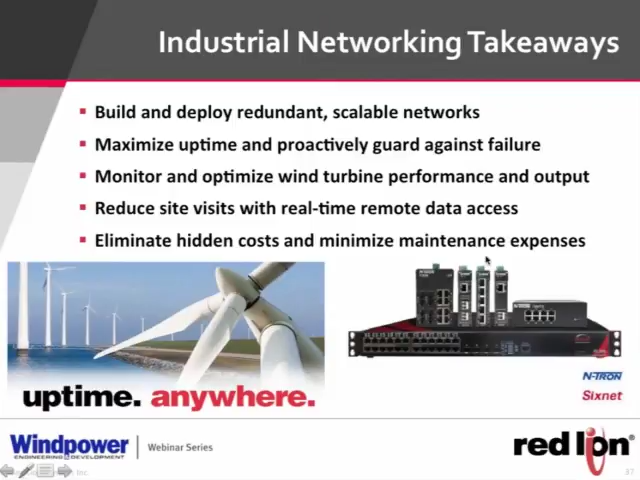 Industrial Networking Takeaways
Build and deploy redundant, scalable networks
Maximize uptime and proactively guard against failure
Monitor and optimize wind turbine performance and output
Reduce site visits with real-time remote data access
Eliminate hidden costs and minimize maintenance expenses
uptime. anywhere.
N-TRON
Sixnet
Windpower
ENGINEERING & DEVELOPMENT
Webinar Series
red lion®
Inc.
37